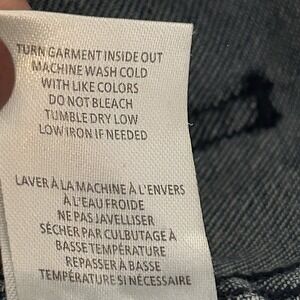 TURN GARMENT INSIDE OUT
MACHINE WASH COLD
WITH LIKE COLORS
DO NOT BLEACH
TUMBLE DRY LOW
LOW IRON IF NEEDED
LAVER À LA MACHINE À L'ENVERS
À L'EAU FROIDE
NE PAS JAVELLISER
SÉCHER PAR CULBUTAGE À
BASSE TEMPÉRATURE
REPASSER À BASSE
TEMPÉRATURE SI NÉCESSAIRE